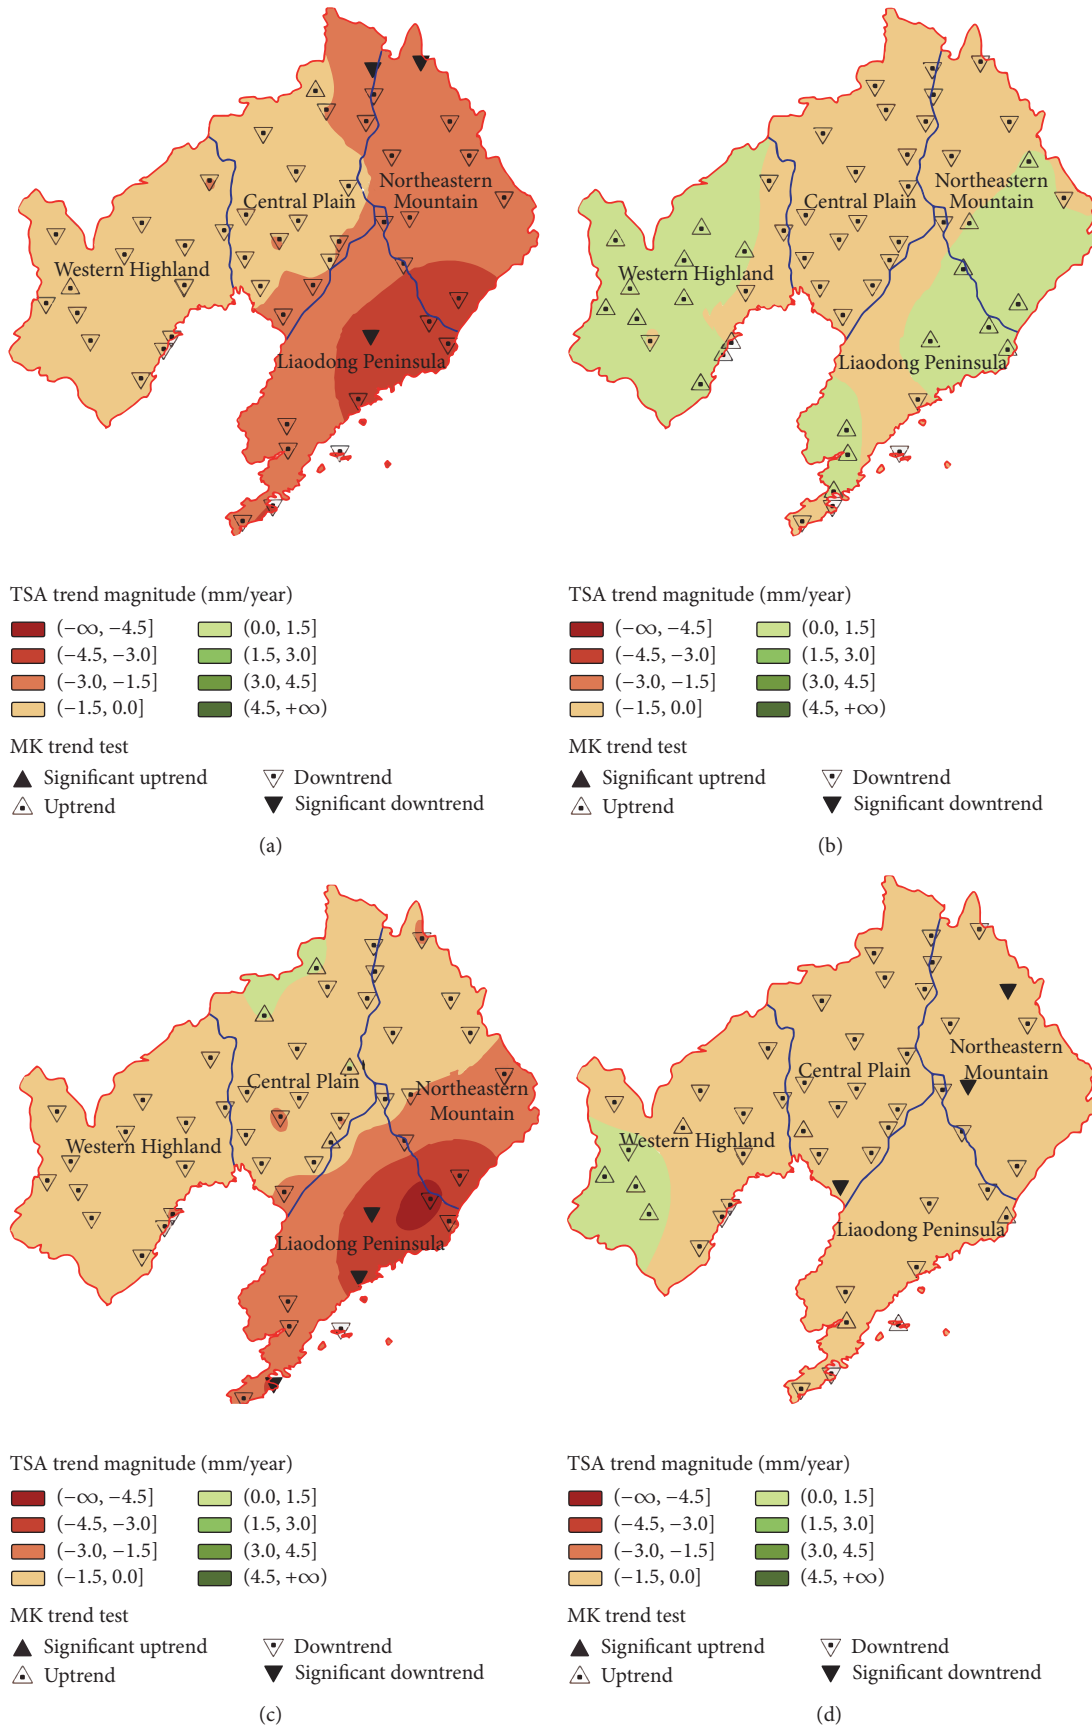 Central Plain
Northeastern
Mountain
Western Highland
Liaodong Peninsula
TSA trend magnitude (mm/year)
(−∞, −4.5] (0.0, 1.5]
(−4.5, −3.0] (1.5, 3.0]
(−3.0, −1.5] (3.0, 4.5]
(−1.5, 0.0] (4.5, +∞)
MK trend test
Significant uptrend Downtrend
Uptrend Significant downtrend
(a)
Central Plain
Northeastern
Mountain
Western Highland
Liaodong Peninsula
TSA trend magnitude (mm/year)
(−∞, −4.5] (0.0, 1.5]
(−4.5, −3.0] (1.5, 3.0]
(−3.0, −1.5] (3.0, 4.5]
(−1.5, 0.0] (4.5, +∞)
MK trend test
Significant uptrend Downtrend
Uptrend Significant downtrend
(b)
Central Plain
Northeastern
Mountain
Western Highland
Liaodong Peninsula
TSA trend magnitude (mm/year)
(−∞, −4.5] (0.0, 1.5]
(−4.5, −3.0] (1.5, 3.0]
(−3.0, −1.5] (3.0, 4.5]
(−1.5, 0.0] (4.5, +∞)
MK trend test
Significant uptrend Downtrend
Uptrend Significant downtrend
(c)
Northeastern
Central Plain Mountain
Western Highland
Liaodong Peninsula
TSA trend magnitude (mm/year)
(−∞, −4.5] (0.0, 1.5]
(−4.5, −3.0] (1.5, 3.0]
(−3.0, −1.5] (3.0, 4.5]
(−1.5, 0.0] (4.5, +∞)
MK trend test
Significant uptrend Downtrend
Uptrend Significant downtrend
(d)